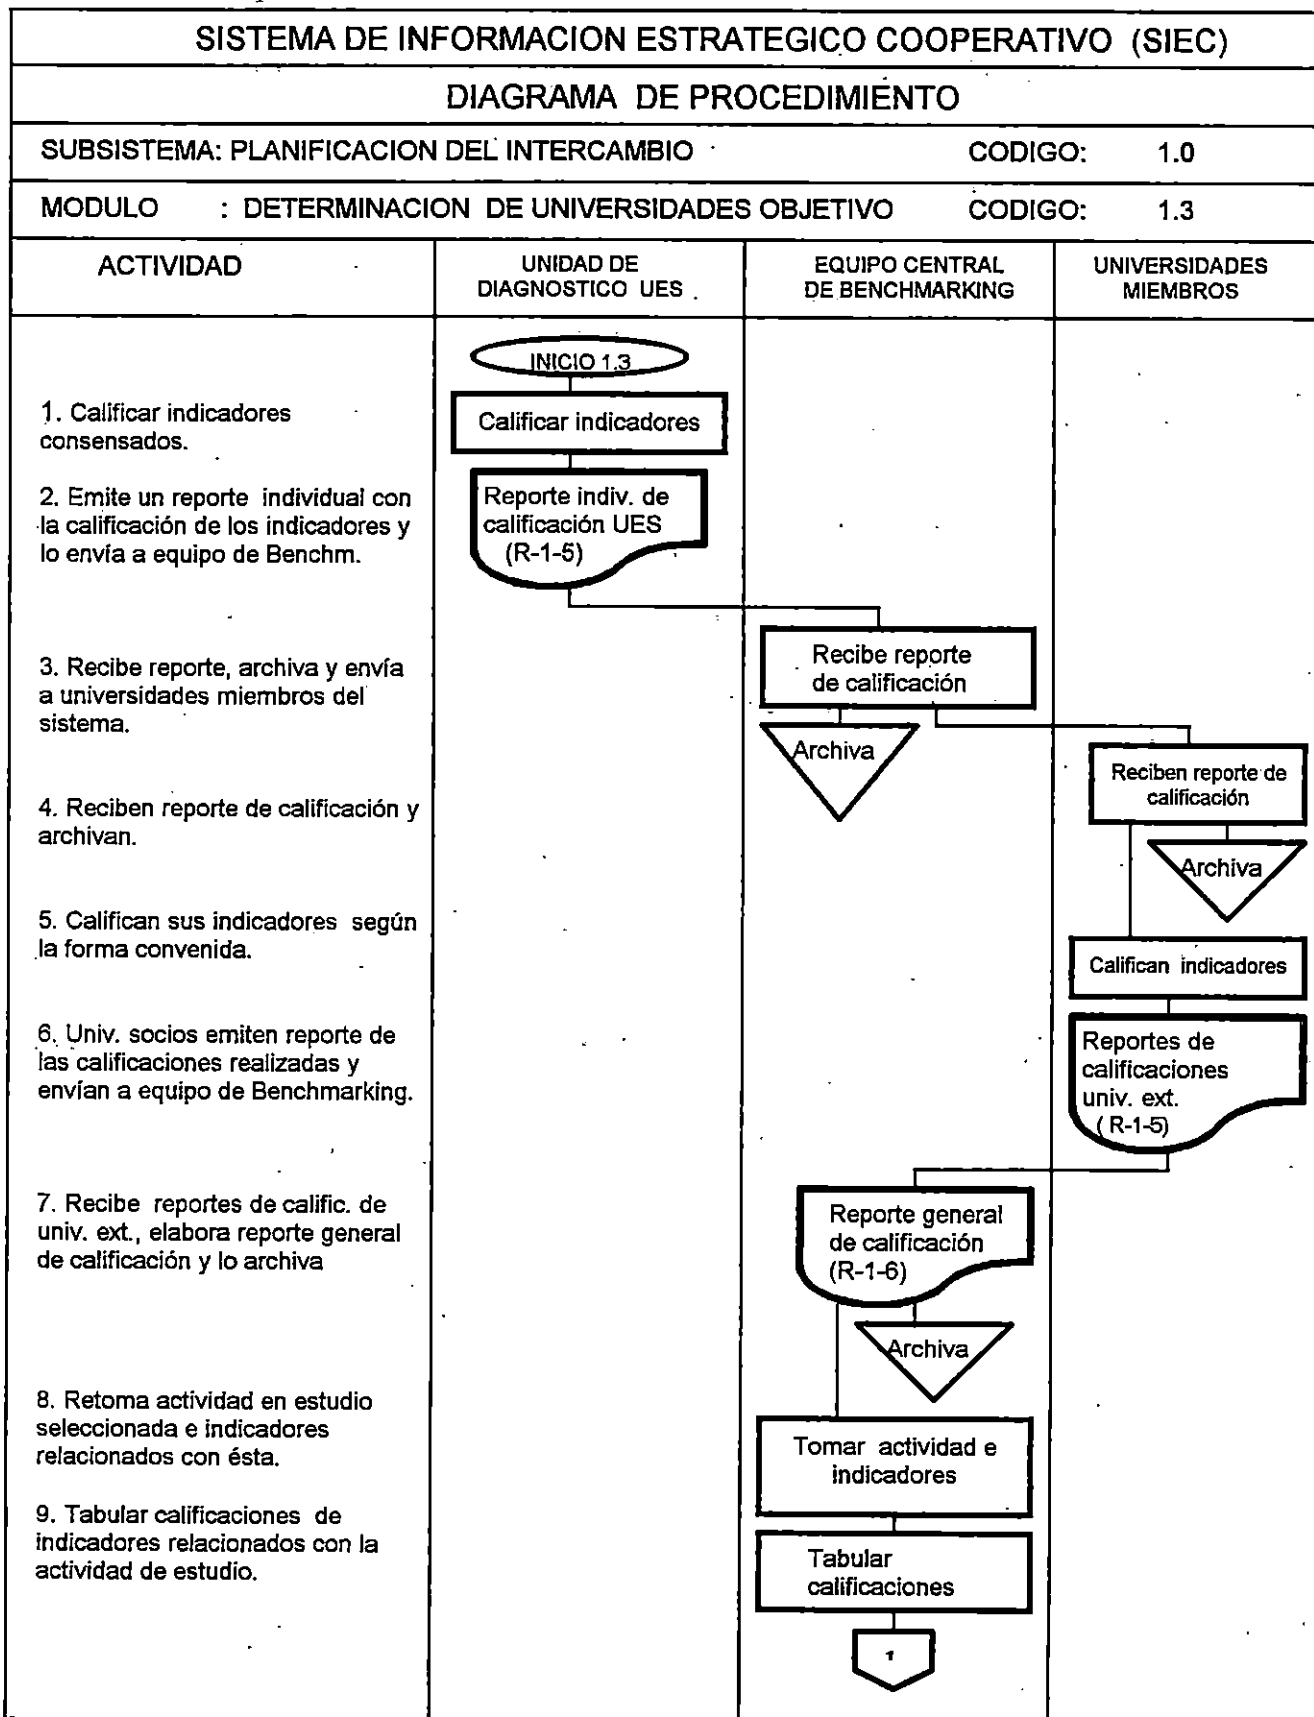 SISTEMA DE INFORMACION ESTRATEGICO COOPERATIVO (SIEC)
DIAGRAMA DE PROCEDIMIENTO
SUBSISTEMA: PLANIFICACION DEL INTERCAMBIO CODIGO: 1.0
MODULO : DETERMINACION DE UNIVERSIDADES OBJETIVO CODIGO: 1.3
ACTIVIDAD
UNIDAD DE
DIAGNOSTICO UES
EQUIPO CENTRAL
DE BENCHMARKING
UNIVERSIDADES
MIEMBROS
INICIO 1.3
1. Calificar indicadores
consensados.
Calificar indicadores
2. Emite un reporte individual con
la calificación de los indicadores y
lo envía a equipo de Benchm.
Reporte indiv. de
calificación UES
(R-1-5)
3. Recibe reporte, archiva y envía
a universidades miembros del
sistema.
Recibe reporte
de calificación
Archiva
4. Reciben reporte de calificación y
archivan.
Reciben reporte de
calificación
Archiva
5. Califican sus indicadores según
la forma convenida.
Califican indicadores
6. Univ. socios emiten reporte de
las calificaciones realizadas y
envían a equipo de Benchmarking.
Reportes de
calificaciones
univ. ext.
( R-1-5)
7. Recibe reportes de calific. de
univ. ext., elabora reporte general
de calificación y lo archiva
Reporte general
de calificación
(R-1-6)
Archiva
8. Retoma actividad en estudio
seleccionada e indicadores
relacionados con ésta.
Tomar actividad e
indicadores
9. Tabular calificaciones de
indicadores relacionados con la
actividad de estudio.
Tabular
calificaciones
1